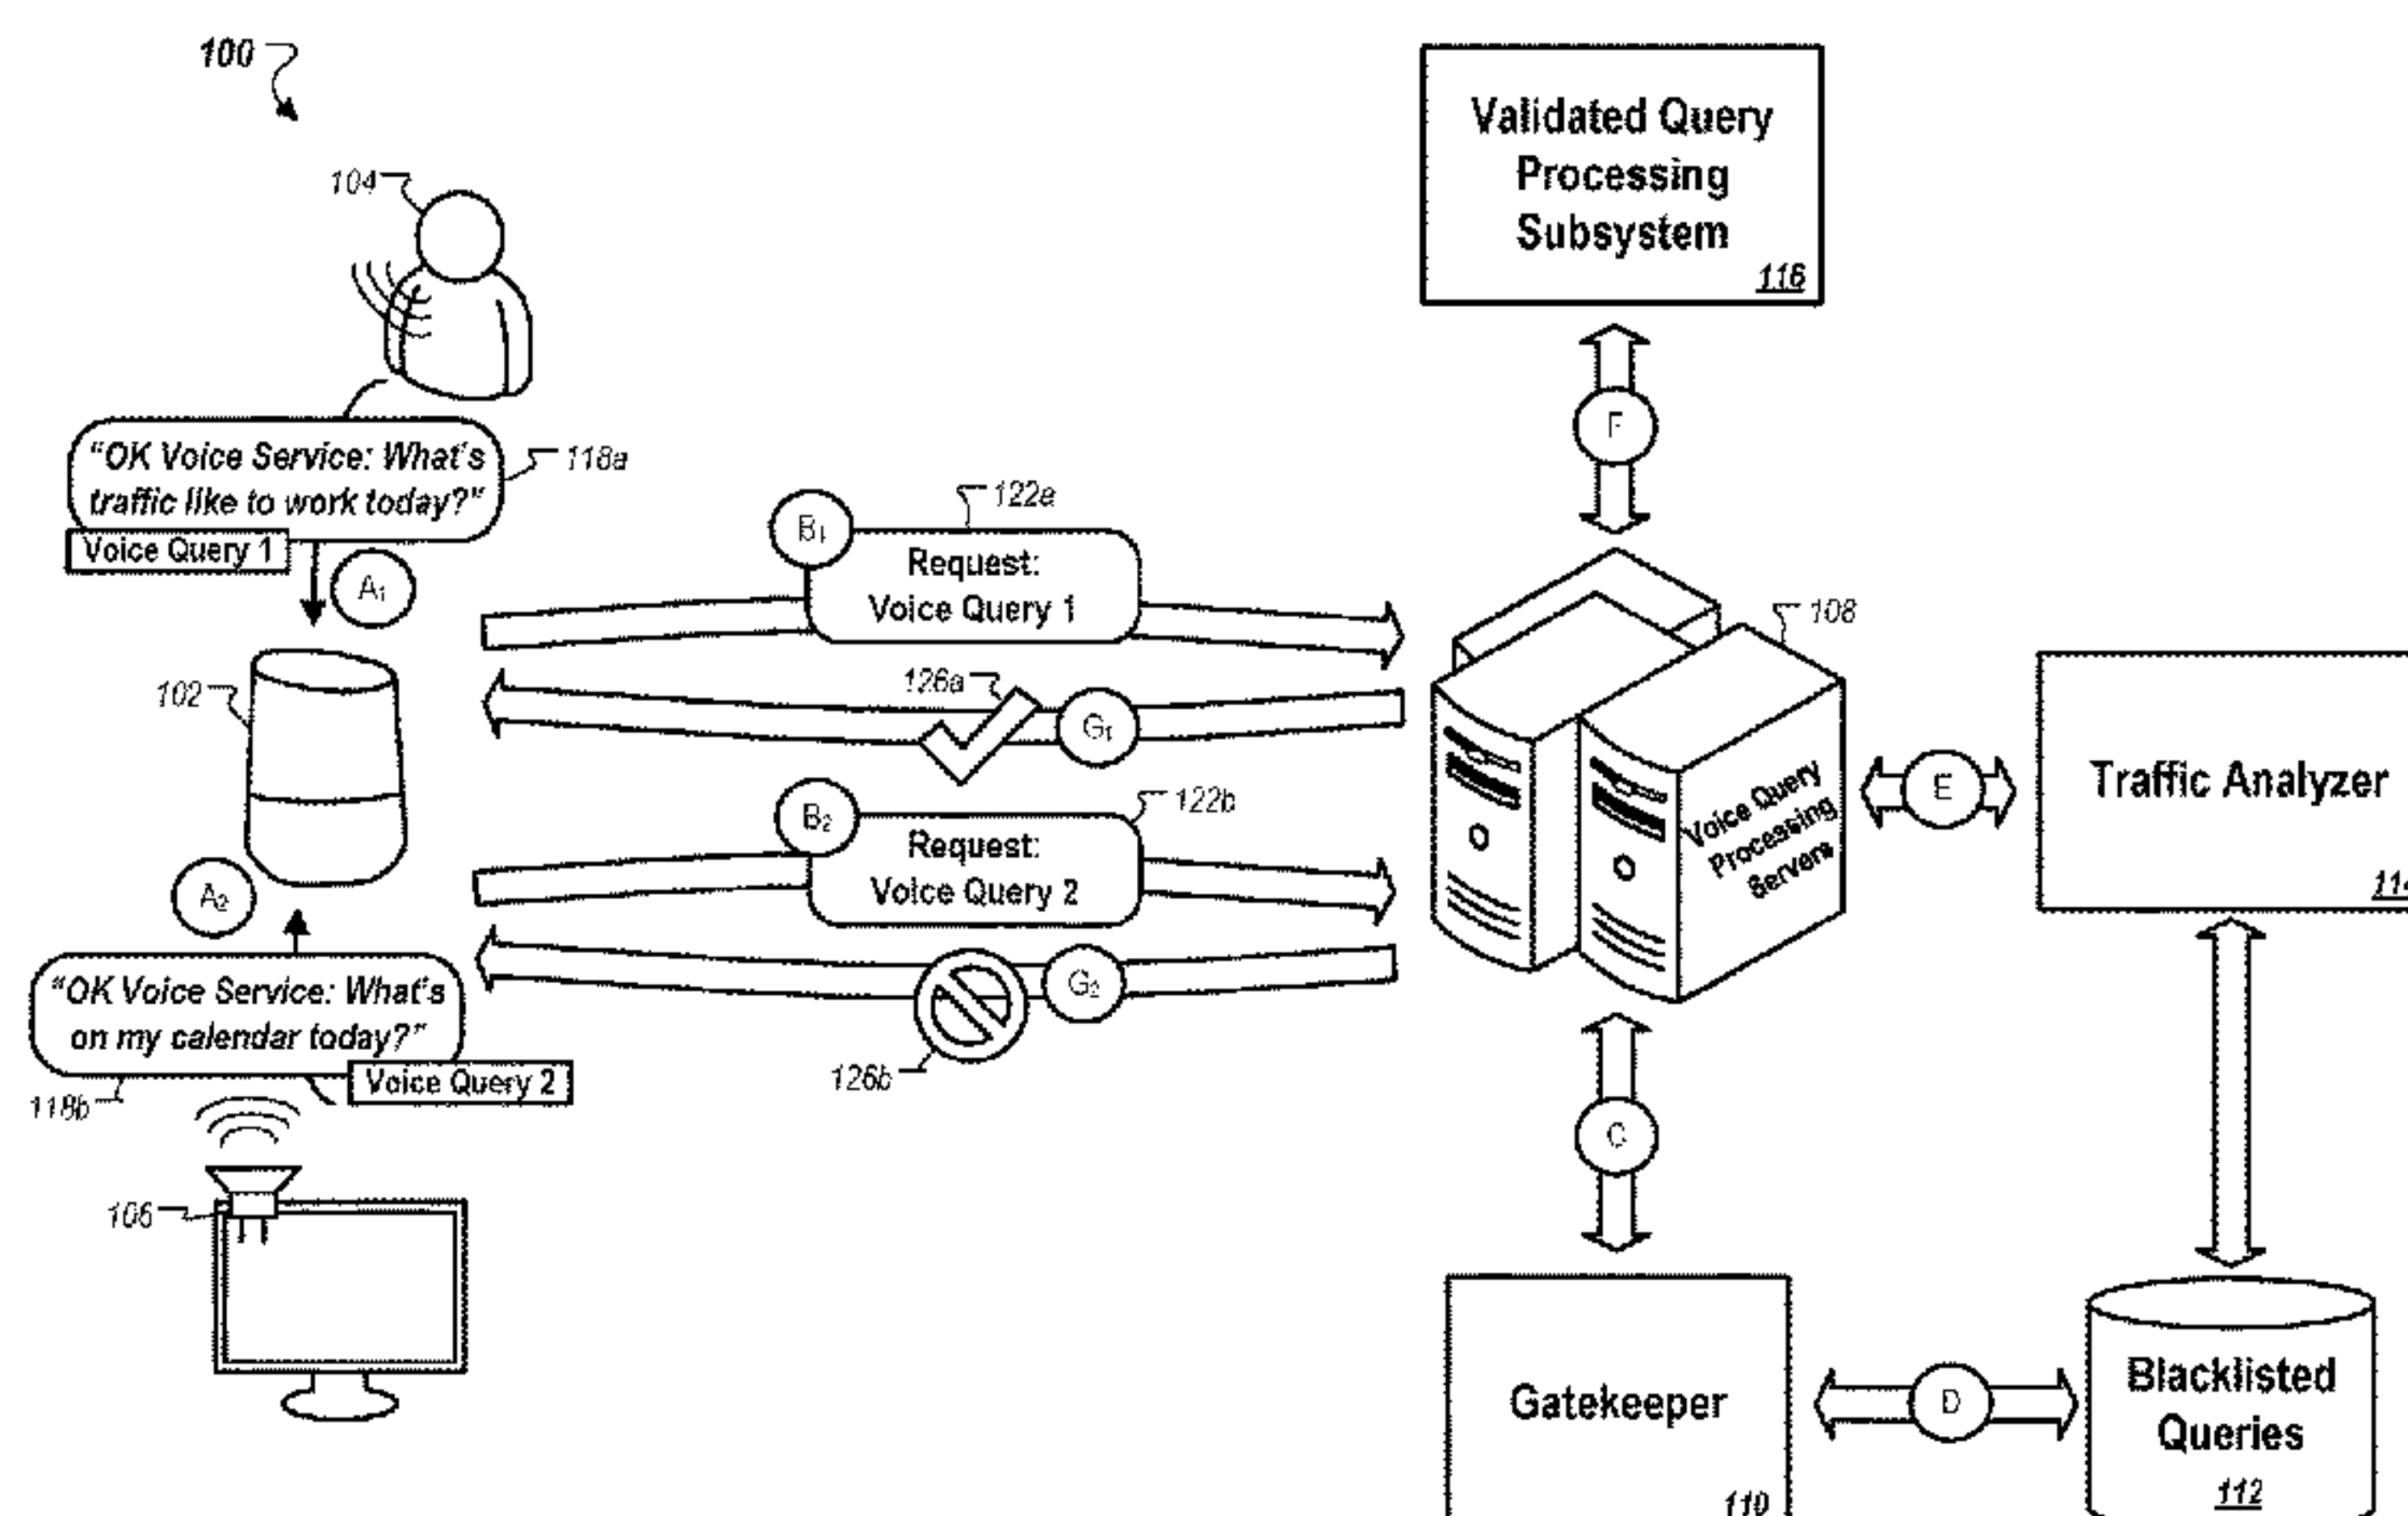 100
104
Validated Query
Processing
Subsystem
116
"OK Voice Service: What's
traffic like to work today?"
118a
Voice Query 1
A1
B1
122a
Request:
Voice Query 1
F
108
102
126a
G1
B2
122b
Request:
Voice Query 2
Voice Query
Processing
Servers
E
Traffic Analyzer
114
A2
"OK Voice Service: What's
on my calendar today?"
118b
Voice Query 2
G2
126b
C
106
Gatekeeper
110
D
Blacklisted
Queries
112